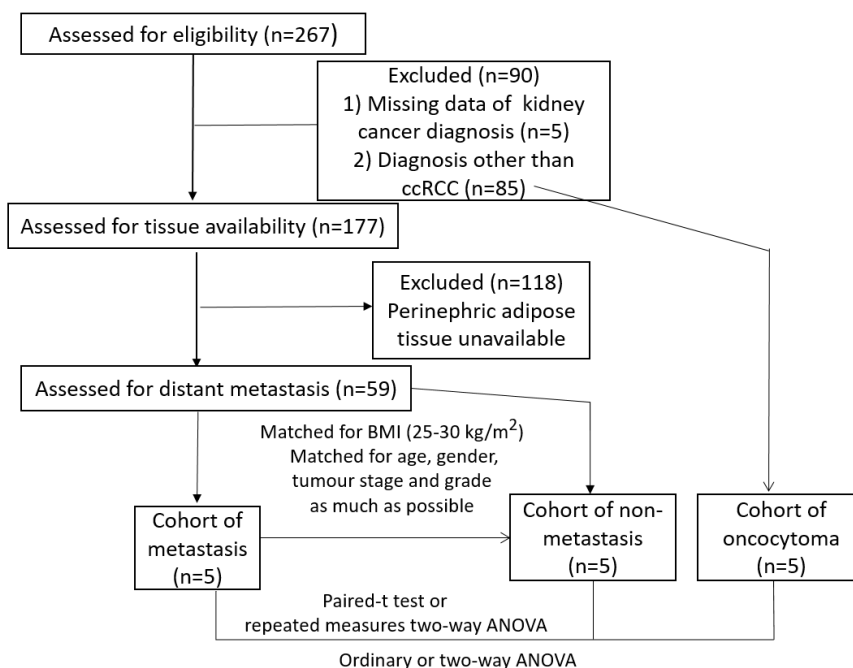 Assessed for eligibility (n=267)
Excluded (n=90)
1) Missing data of kidney
cancer diagnosis (n=5)
2) Diagnosis other than
ccRCC (n=85)
Assessed for tissue availability (n=177)
Excluded (n=118)
Perinephric adipose
tissue unavailable
Assessed for distant metastasis (n=59)
Matched for BMI (25-30 kg/m²)
Matched for age, gender,
tumour stage and grade
as much as possible
Cohort of
metastasis
(n=5)
Cohort of non-
metastasis
(n=5)
Cohort of
oncocytoma
(n=5)
Paired-t test or
repeated measures two-way ANOVA
Ordinary or two-way ANOVA